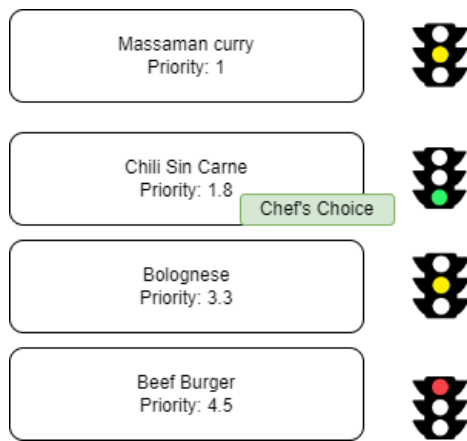 Massaman curry
Priority: 1
Chili Sin Carne
Priority: 1.8
Chef's Choice
Bolognese
Priority: 3.3
Beef Burger
Priority: 4.5